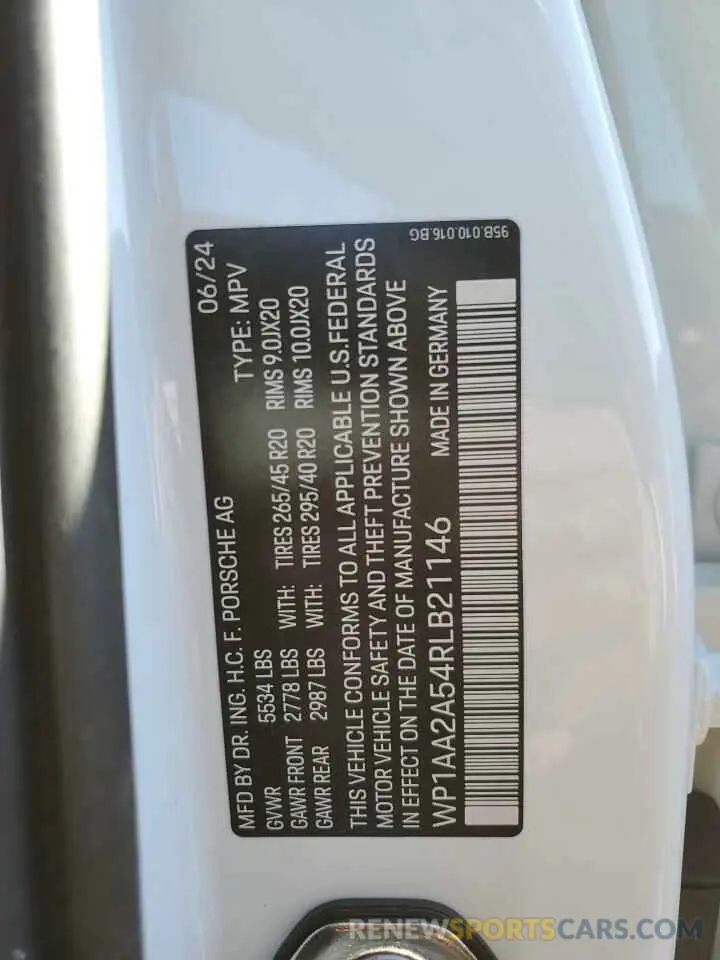 06/24
MFD BY DR. ING. H.C. F. PORSCHE AG TYPE: MPV
GVWR 5534 LBS WITH: TIRES 265/45 R20 RIMS 9.0JX20
GAWR FRONT 2778 LBS WITH: TIRES 295/40 R20 RIMS 10.0JX20
GAWR REAR 2987 LBS
THIS VEHICLE CONFORMS TO ALL APPLICABLE U.S.FEDERAL
MOTOR VEHICLE SAFETY AND THEFT PREVENTION STANDARDS
IN EFFECT ON THE DATE OF MANUFACTURE SHOWN ABOVE
WP1AA2A54RLB21146 MADE IN GERMANY
95B.010.016.BG
RENEWSPORTSCARS.COM